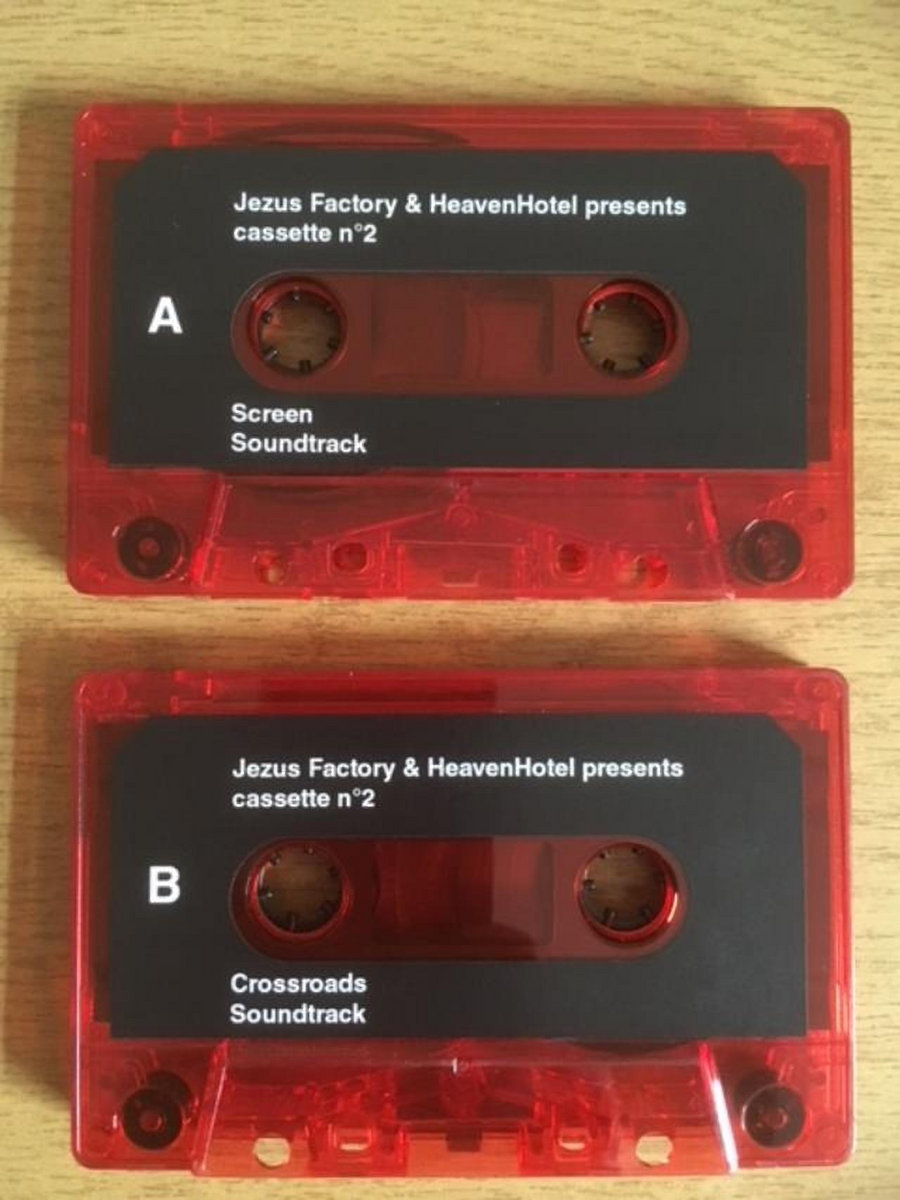 Jezus Factory & HeavenHotel presents
cassette n°2
A
Screen
Soundtrack
Jezus Factory & HeavenHotel presents
cassette n°2
B
Crossroads
Soundtrack